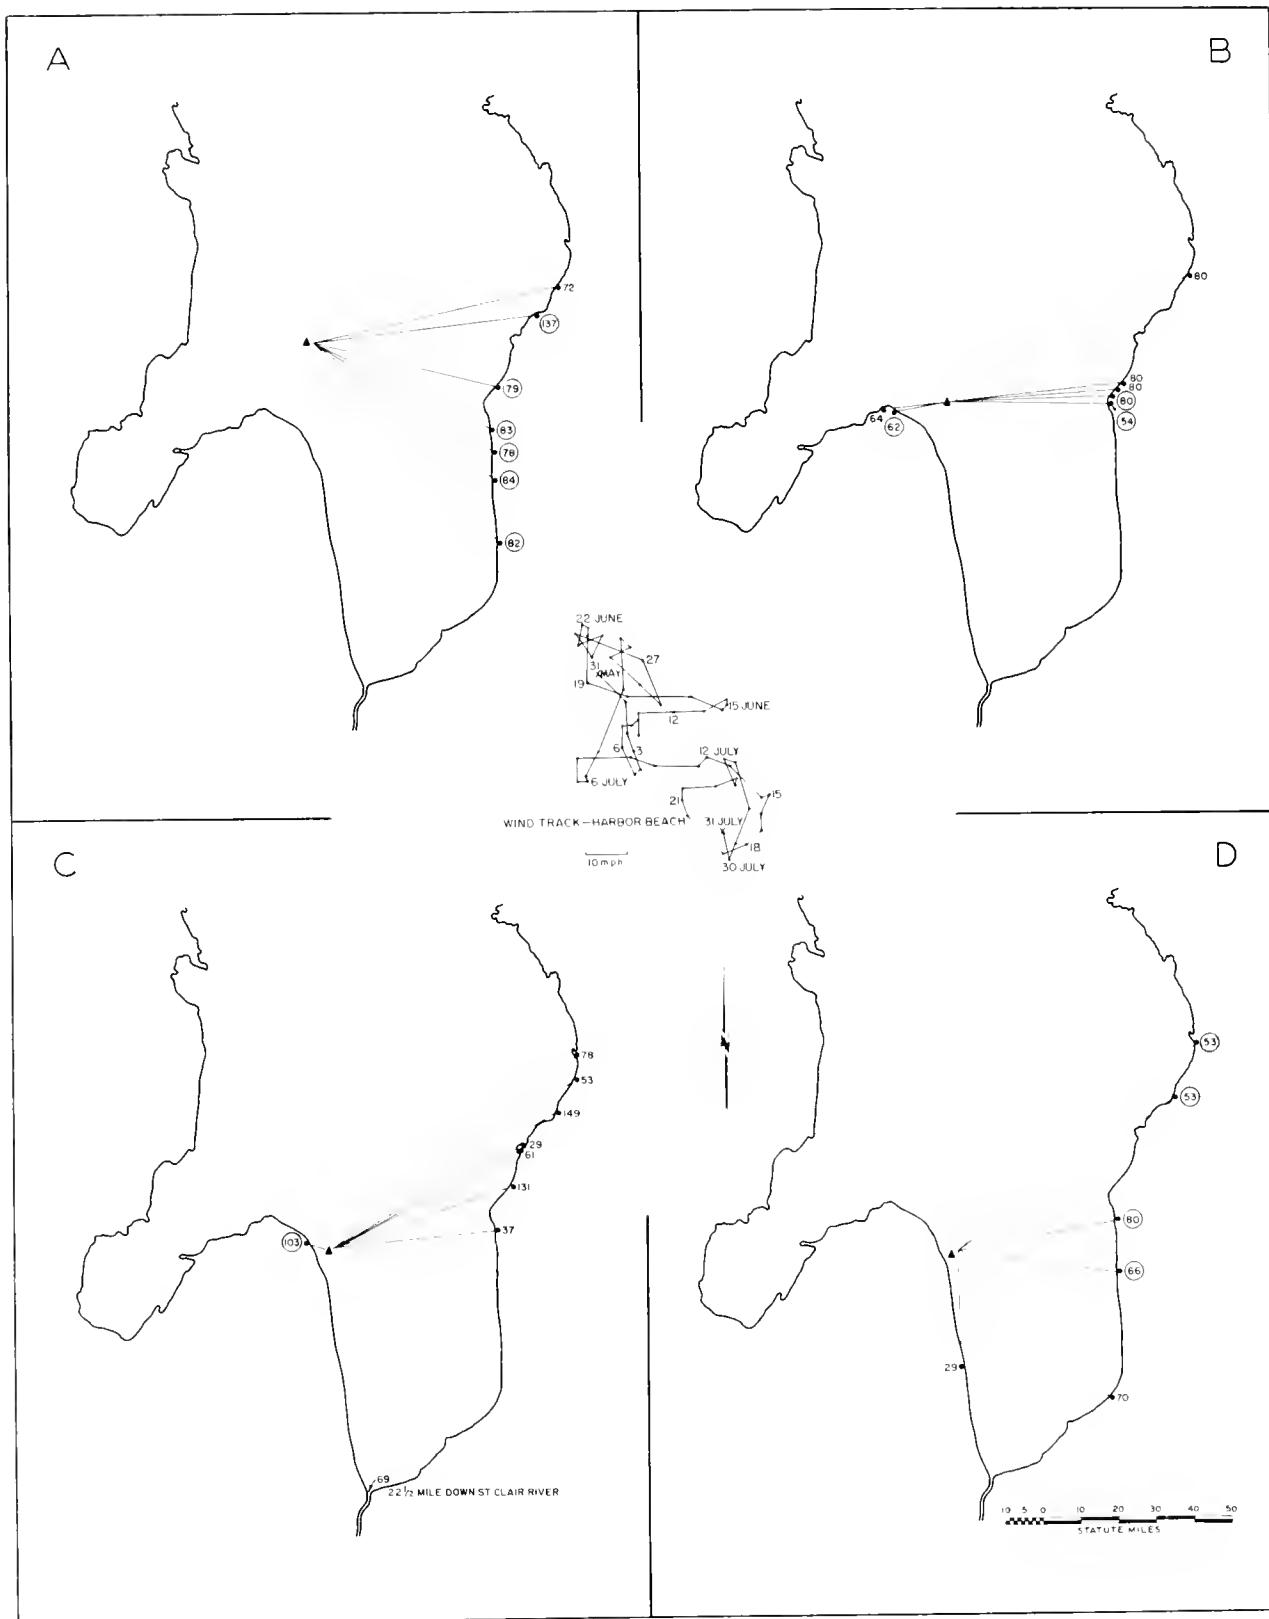 A
B
72
137
79
83
78
84
82
80
80
80
80
54
64
62
22 JUNE
31
MAY
27
19
15 JUNE
12
6
3
12 JULY
6 JULY
21
15
WIND TRACK—HARBOR BEACH
31 JULY
18
10 mph
30 JULY
C
D
78
53
149
29
61
131
37
103
69
22 1/2 MILE DOWN ST CLAIR RIVER
53
53
80
66
29
70
10 5 0 10 20 30 40 50
STATUTE MILES